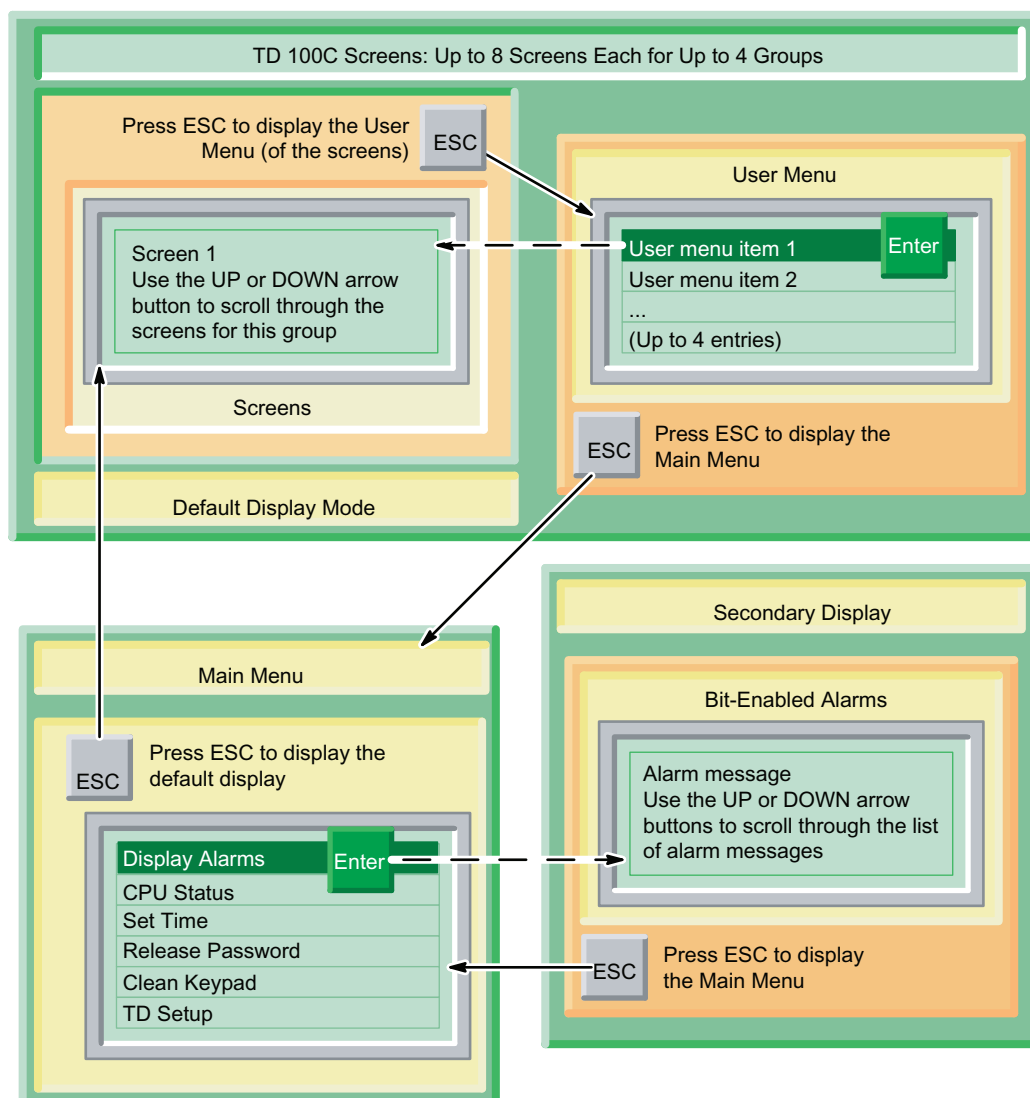 TD 100C Screens: Up to 8 Screens Each for Up to 4 Groups
Press ESC to display the User
Menu (of the screens)
ESC
Screen 1
Use the UP or DOWN arrow
button to scroll through the
screens for this group
Screens
Default Display Mode
User Menu
User menu item 1
Enter
User menu item 2
...
(Up to 4 entries)
ESC
Press ESC to display the
Main Menu
Main Menu
ESC
Press ESC to display the
default display
Display Alarms
Enter
CPU Status
Set Time
Release Password
Clean Keypad
TD Setup
Secondary Display
Bit-Enabled Alarms
Alarm message
Use the UP or DOWN arrow
buttons to scroll through the list
of alarm messages
ESC
Press ESC to display
the Main Menu